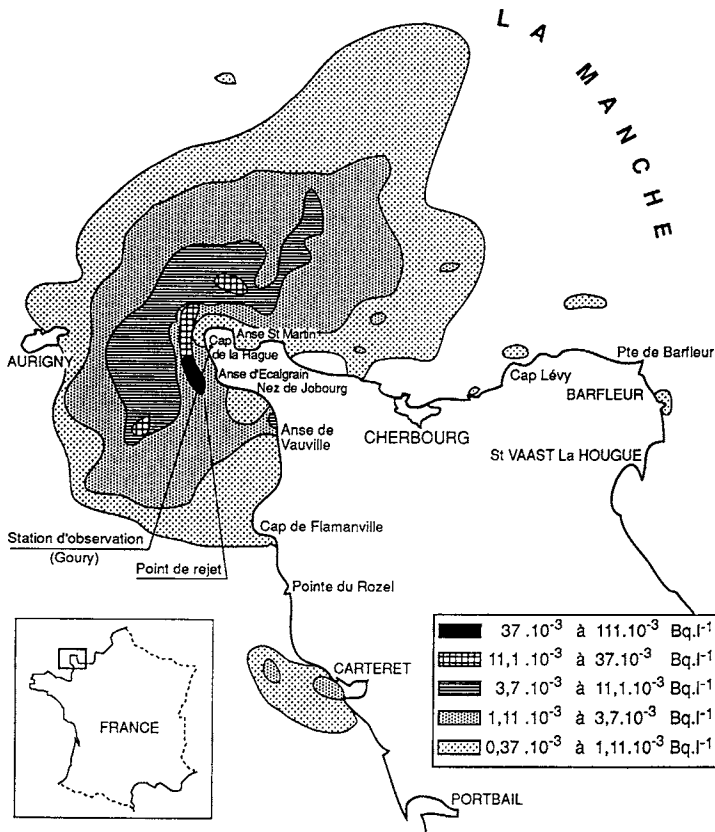 LA MANCHE
AURIGNY
Cap
de la Hague
Anse St Martin
Anse d'Ecalgrain
Nez de Jobourg
Anse de
Vauville
CHERBOURG
Cap Lévy
Pte de Barfleur
BARFLEUR
St VAAST La HOUGUE
Station d'observation
(Goury)
Point de rejet
Cap de Flamanville
Pointe du Rozel
CARTERET
PORTBAIL
FRANCE
37 .10-3 à 111.10-3 Bq.l-1
11,1 .10-3 à 37.10-3 Bq.l-1
3,7 .10-3 à 11,1.10-3 Bq.l-1
1,11 .10-3 à 3,7.10-3 Bq.l-1
0,37 .10-3 à 1,11.10-3 Bq.l-1